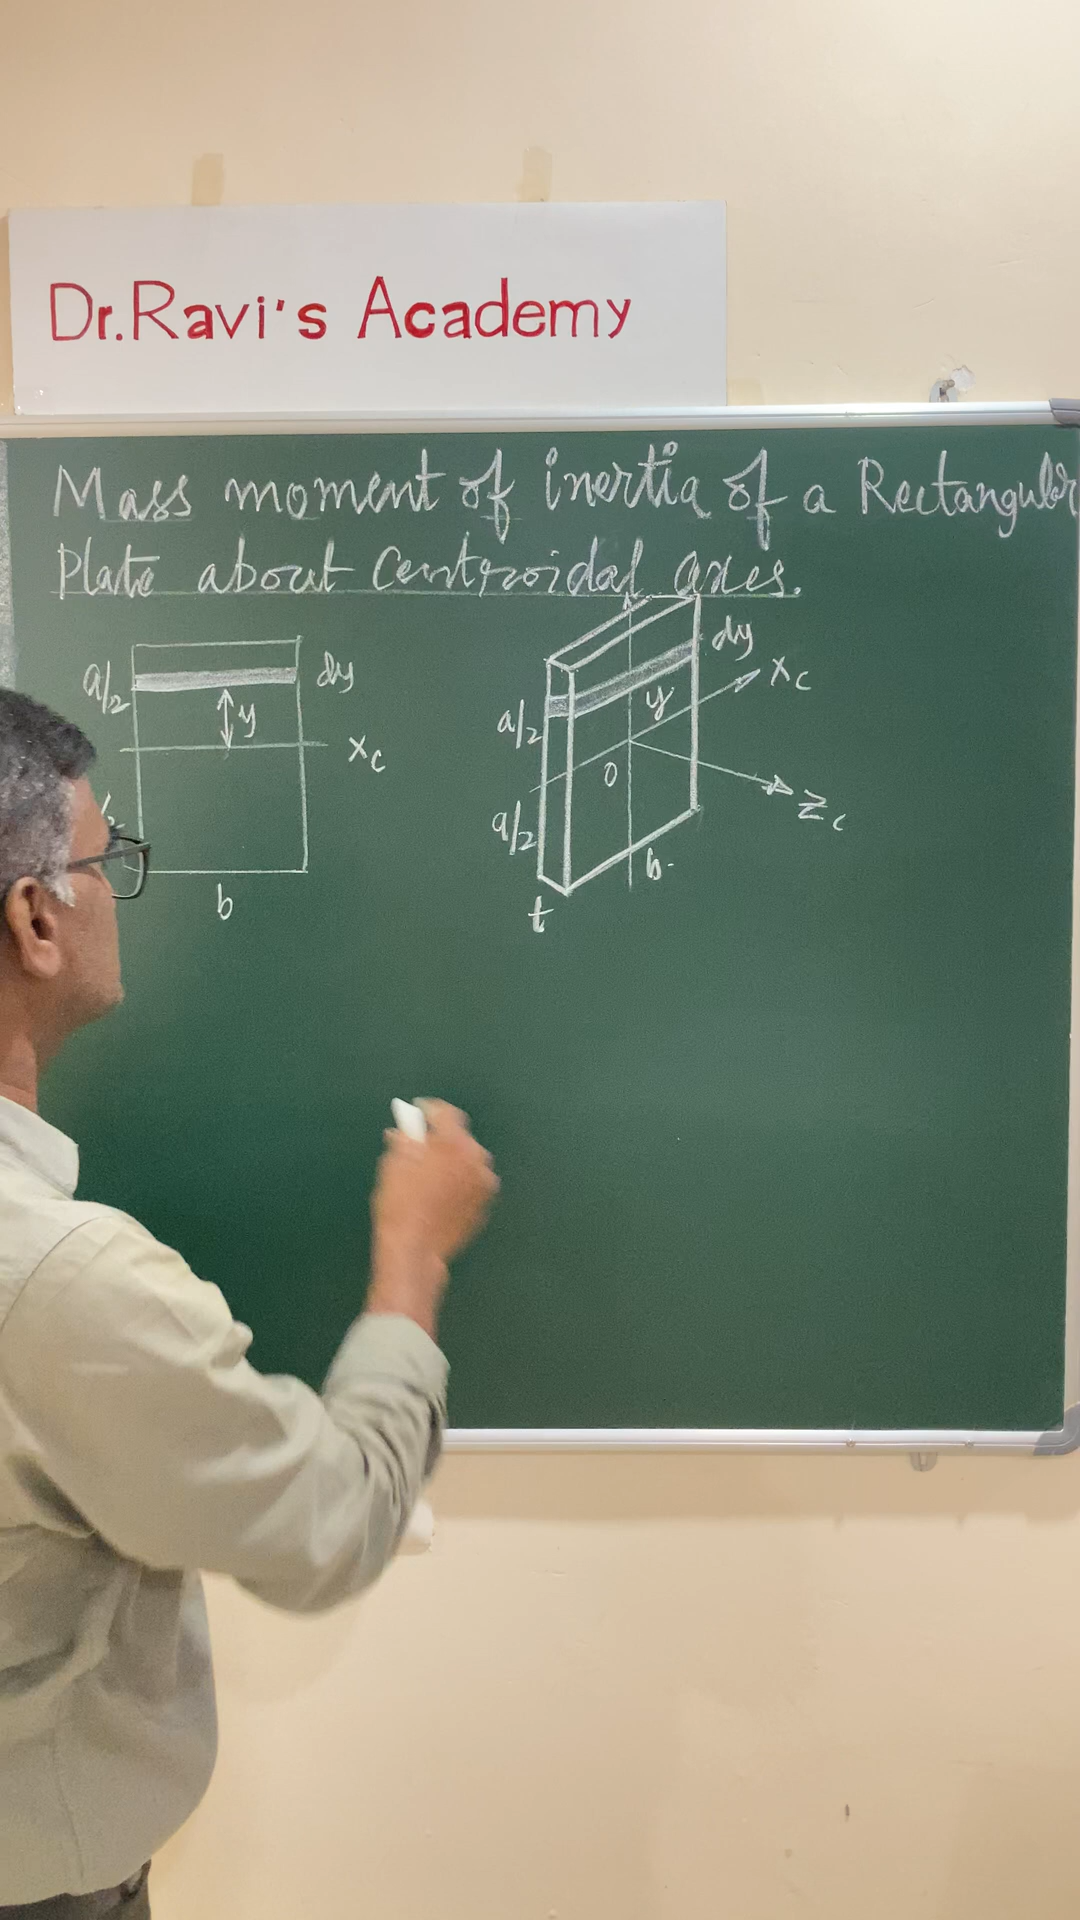 Dr.Ravi's Academy
Mass moment of inertia of a Rectangular
Plate about Centroidal axes.
a/2
dy
y
xc
b
dy
xc
y
a/2
o
zc
a/2
b
t